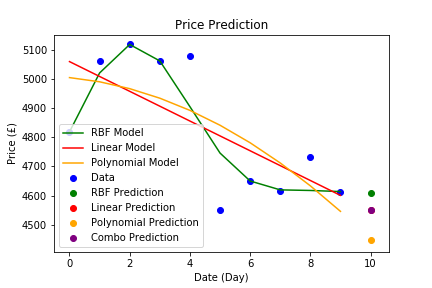 Price Prediction
Price (£)
5100
5000
4900
4800
4700
4600
4500
RBF Model
Linear Model
Polynomial Model
Data
RBF Prediction
Linear Prediction
Polynomial Prediction
Combo Prediction
0 2 4 6 8 10
Date (Day)